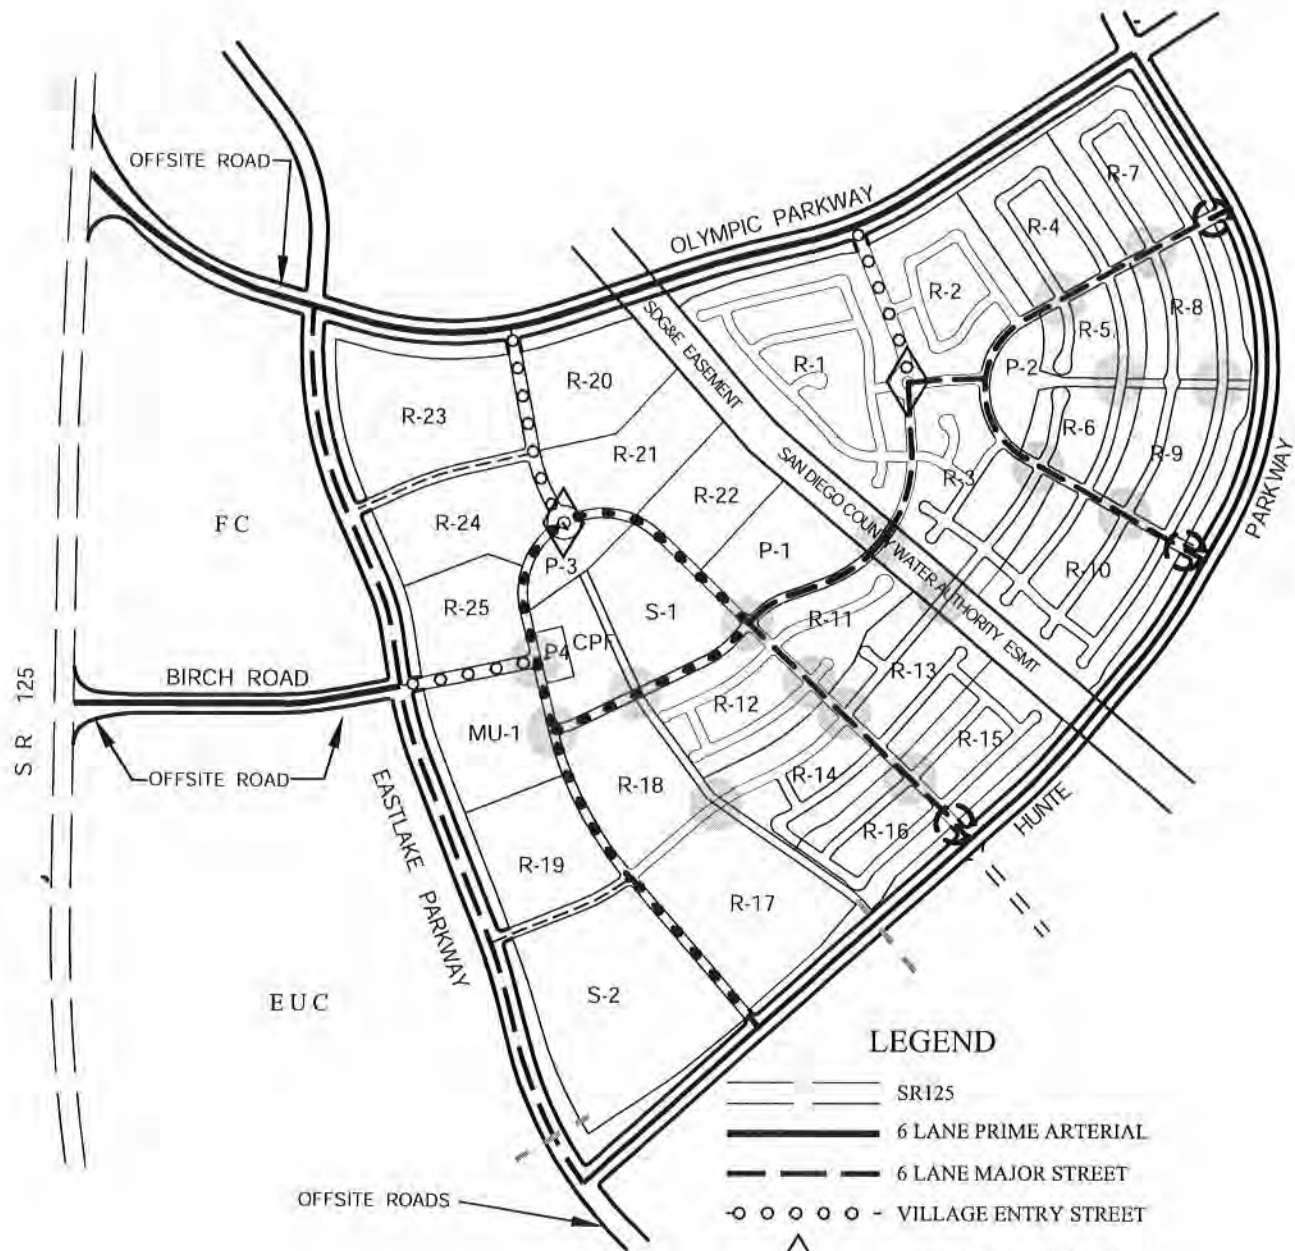 OFFSITE ROAD
OLYMPIC PARKWAY
R-7
R-4
R-2
R-8
R-5
R-1
P-2
SDG&E EASEMENT
R-20
R-23
R-6
R-21
R-9
R-3
SAN DIEGO COUNTY WATER AUTHORITY ESMT
R-22
R-24
FC
P-1
P-3
R-10
PARKWAY
R-25
S-1
R-11
P4
CPF
R-13
BIRCH ROAD
S R 125
R-12
MU-1
R-15
OFFSITE ROAD
R-14
R-18
EASTLAKE PARKWAY
R-16
HUNTE
R-19
R-17
EUC
S-2
LEGEND
SR125
6 LANE PRIME ARTERIAL
6 LANE MAJOR STREET
VILLAGE ENTRY STREET
OFFSITE ROADS